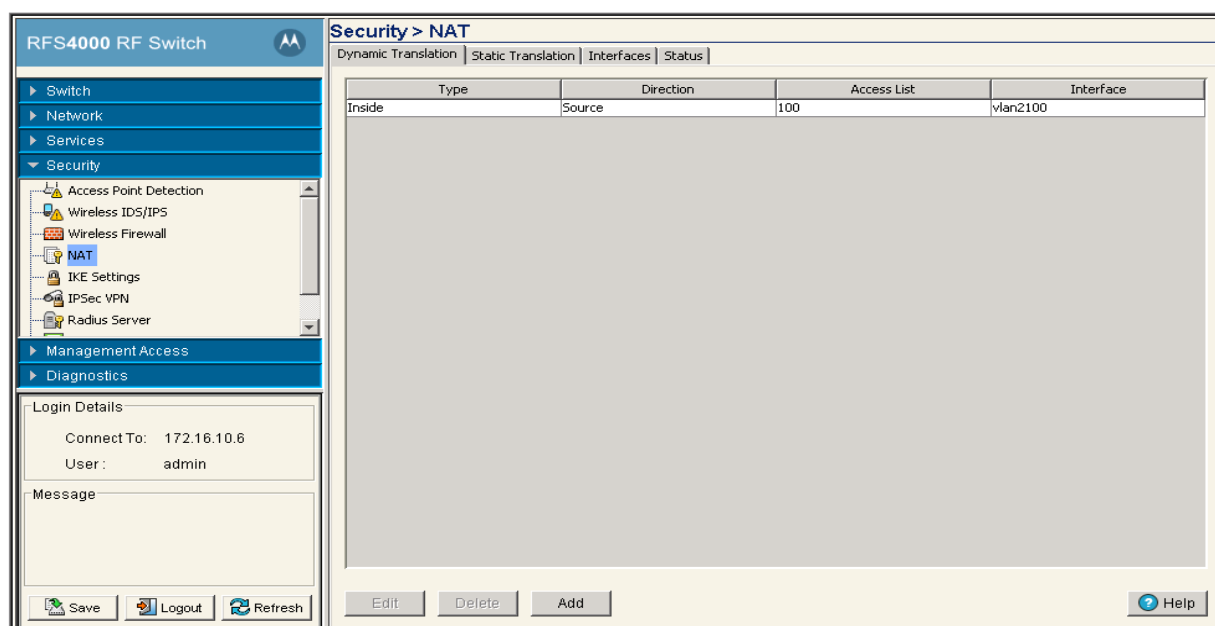 RFS4000 RF Switch
Switch
Network
Services
Security
Access Point Detection
Wireless IDS/IPS
Wireless Firewall
NAT
IKE Settings
IPSec VPN
Radius Server
Management Access
Diagnostics
Login Details
Connect To: 172.16.10.6
User : admin
Message
Save Logout Refresh
Security > NAT
Dynamic Translation Static Translation Interfaces Status
Type Direction Access List Interface
Inside Source 100 vlan2100
Edit Delete Add Help